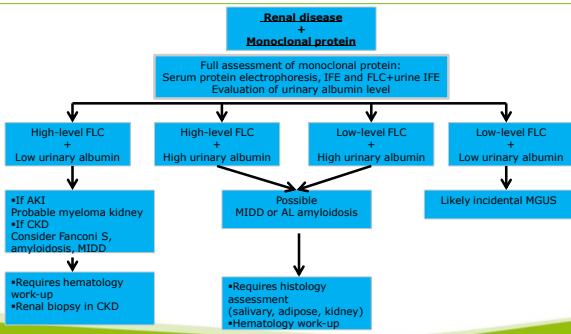 Renal disease
+
Monoclonal protein
Full assessment of monoclonal protein:
Serum protein electrophoresis, IFE and FLC+urine IFE
Evaluation of urinary albumin level
High-level FLC
+
Low urinary albumin
High-level FLC
+
High urinary albumin
Low-level FLC
+
High urinary albumin
Low-level FLC
+
Low urinary albumin
▪If AKI
Probable myeloma kidney
▪If CKD
Consider Fanconi S,
amyloidosis, MIDD
Possible
MIDD or AL amyloidosis
Likely incidental MGUS
▪Requires hematology
work-up
▪Renal biopsy in CKD
▪Requires histology
assessment
(salivary, adipose, kidney)
▪Hematology work-up